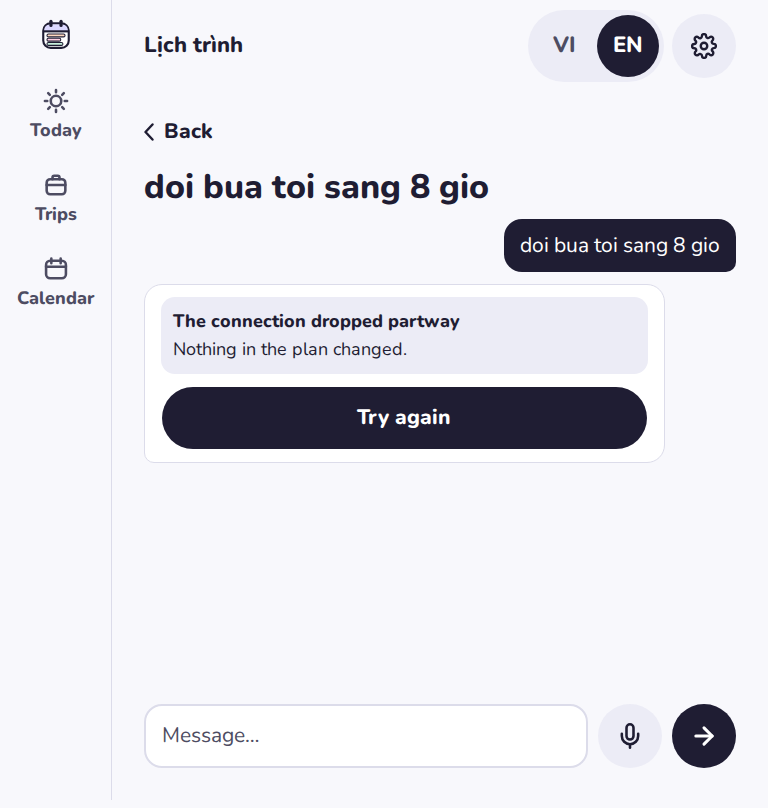 Lịch trình
VI
EN
Today
Trips
Calendar
Back
doi bua toi sang 8 gio
doi bua toi sang 8 gio
The connection dropped partway
Nothing in the plan changed.
Try again
Message...